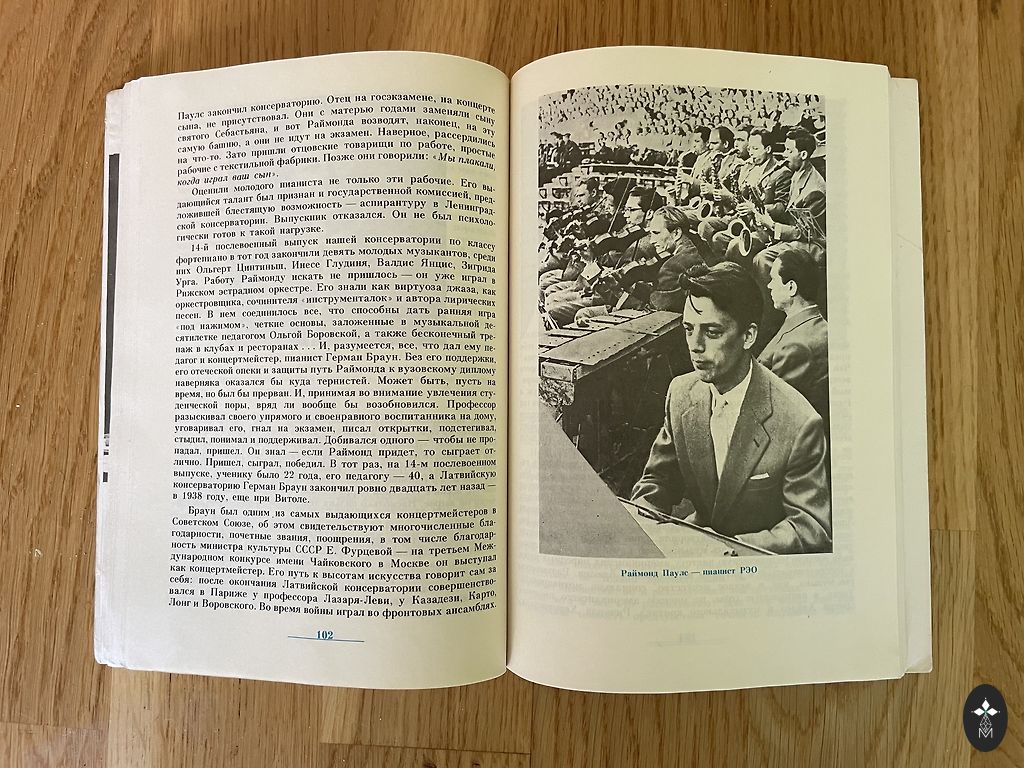 Паулс закончил консерваторию. Отец на госэкзамене, на концерте
сына, не присутствовал. Они с матерью годами заменяли сыну
святого Себастьяна, и вот Раймонда возводят, наконец, на эту
самую башню, а они не идут на экзамен. Наверное, рассердились
на что-то. Зато пришли отцовские товарищи по работе, простые
рабочие с текстильной фабрики. Позже они говорили: «Мы плакали,
когда играл ваш сын».
Оценили молодого пианиста не только эти рабочие. Его вы-
дающийся талант был признан и государственной комиссией, пред-
ложившей блестящую возможность — аспирантуру в Ленинград-
ской консерватории. Выпускник отказался. Он не был психоло-
гически готов к такой нагрузке.
14-й послевоенный выпуск нашей консерватории по классу
фортепиано в тот год закончили девять молодых музыкантов, среди
них Ольгерт Цинтиньш, Инесе Глудиня, Валдис Янцис, Зигрида
Урга. Работу Раймонду искать не пришлось — он уже играл в
Рижском эстрадном оркестре. Его знали как виртуоза джаза, как
оркестровщика, сочинителя «инструменталок» и автора лирических
песен. В нем соединилось все, что способны дать ранняя игра
«под нажимом», четкие основы, заложенные в музыкальной де-
сятилетке педагогом Ольгой Боровской, а также бесконечный тре-
наж в клубах и ресторанах . . . И, разумеется, все, что дал ему пе-
дагог и концертмейстер, пианист Герман Браун. Без его поддержки,
его отеческой опеки и защиты путь Раймонда к вузовскому диплому
наверняка оказался бы куда тернистей. Может быть, пусть на
время, но был бы прерван. И, принимая во внимание увлечения сту-
денческой поры, вряд ли вообще бы возобновился. Профессор
разыскивал своего упрямого и своенравного воспитанника на дому,
уговаривал его, гнал на экзамен, писал открытки, подстегивал,
стыдил, понимал и поддерживал. Добивался одного — чтобы не про-
падал, пришел. Он знал — если Раймонд придет, то сыграет от-
лично. Пришел, сыграл, победил. В тот раз, на 14-м послевоенном
выпуске, ученику было 22 года, его педагогу — 40, а Латвийскую
консерваторию Герман Браун закончил ровно двадцать лет назад —
в 1938 году, еще при Витоле.
Браун был одним из самых выдающихся концертмейстеров в
Советском Союзе, об этом свидетельствуют многочисленные бла-
годарности, почетные звания, поощрения, в том числе благодар-
ность министра культуры СССР Е. Фурцевой — на третьем Меж-
дународном конкурсе имени Чайковского в Москве он выступал
как концертмейстер. Его путь к высотам искусства говорит сам за
себя: после окончания Латвийской консерватории совершенство-
вался в Париже у профессора Лазаря-Леви, у Казадези, Карто,
Лонг и Воровского. Во время войны играл во фронтовых ансамблях.
102
Раймонд Паулс — пианист РЭО
M